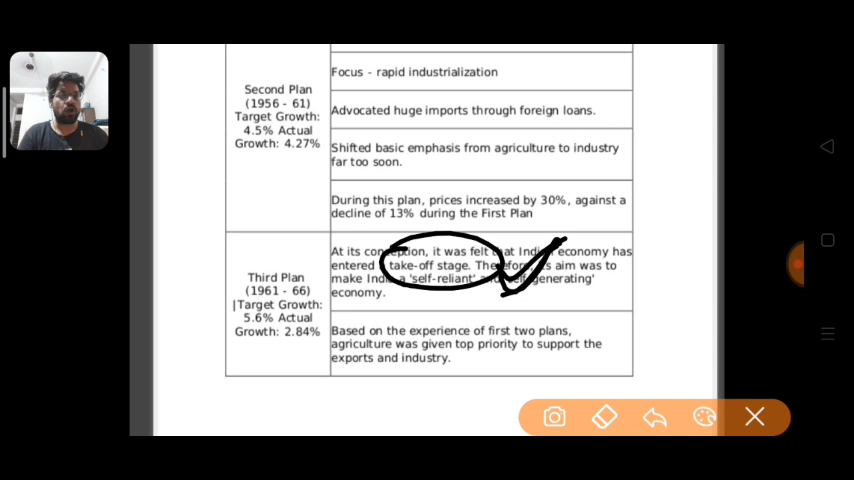 Second Plan
(1956 - 61)
Target Growth:
4.5% Actual
Growth: 4.27%
Focus - rapid industrialization
Advocated huge imports through foreign loans.
Shifted basic emphasis from agriculture to industry
far too soon.
During this plan, prices increased by 30%, against a
decline of 13% during the First Plan
Third Plan
(1961 - 66)
|Target Growth:
5.6% Actual
Growth: 2.84%
At its conception, it was felt that Indian economy has
entered take-off stage. Therefore, its aim was to
make India a 'self-reliant' and 'self-generating'
economy.
Based on the experience of first two plans,
agriculture was given top priority to support the
exports and industry.